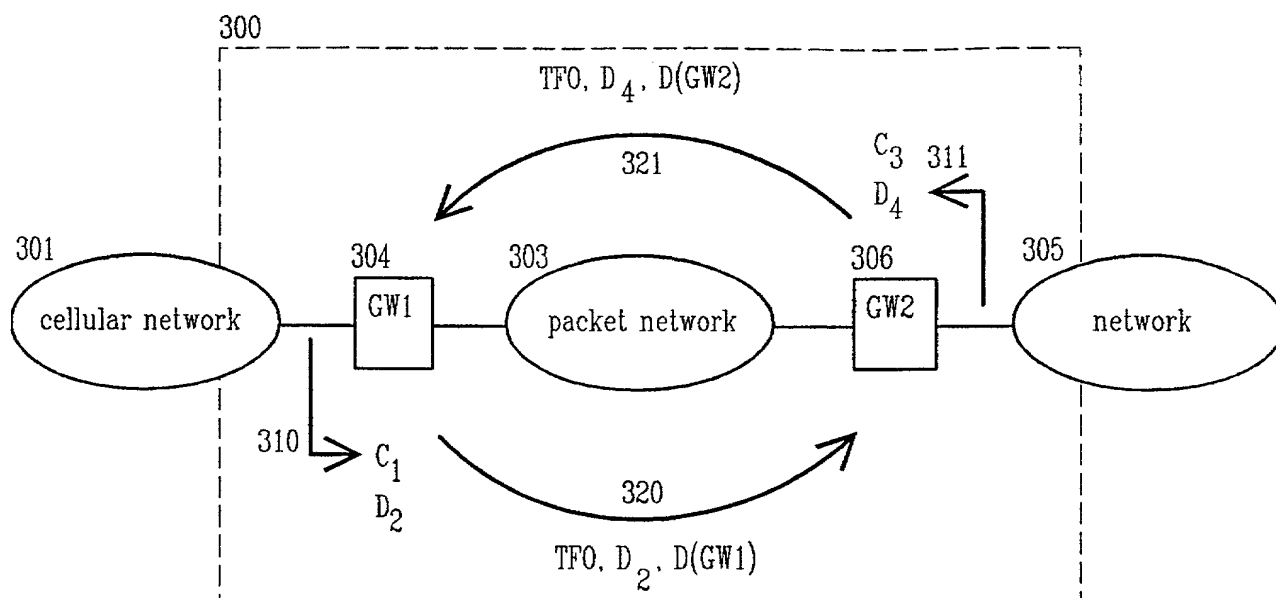 300
TFO, D4, D(GW2)
321
C3 311
D4
301
304
303
306
305
cellular network
GW1
packet network
GW2
network
310
C1
D2
320
TFO, D2, D(GW1)